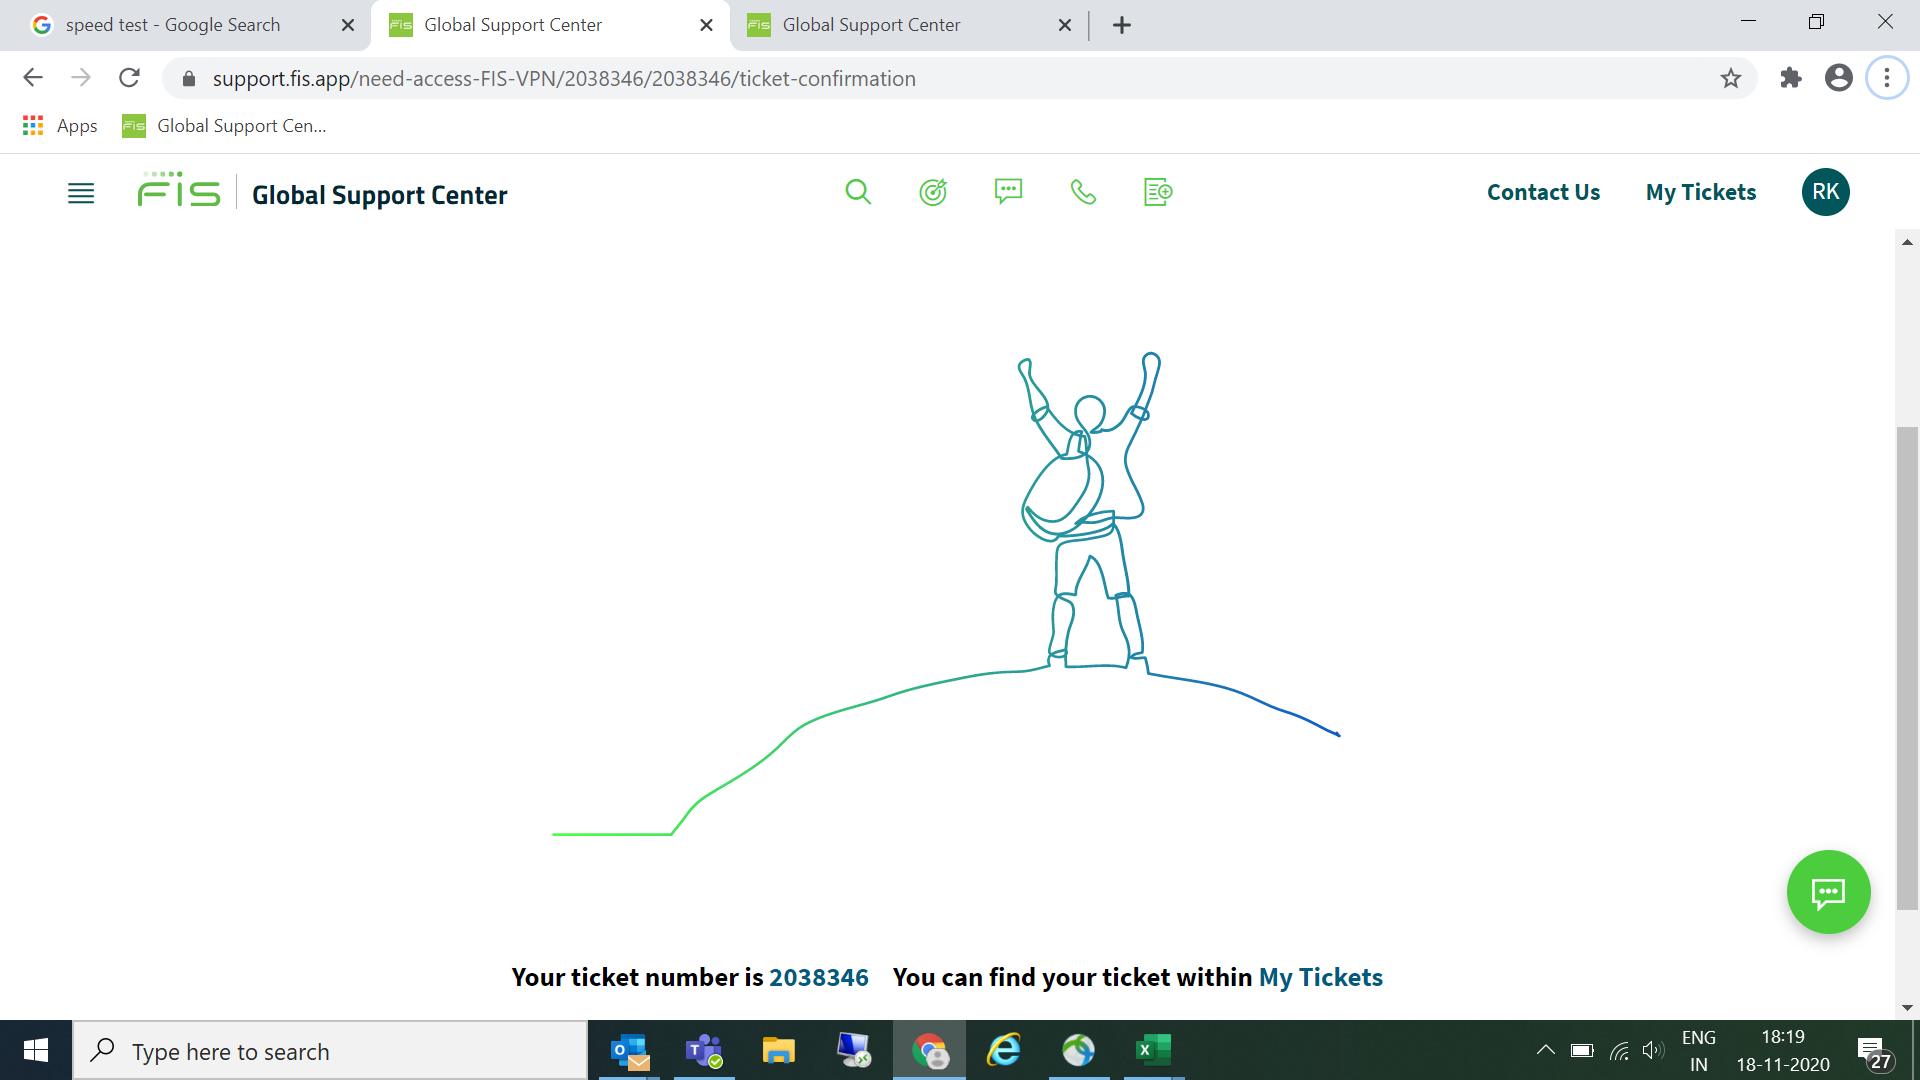 speed test - Google Search
Global Support Center
Global Support Center
support.fis.app/need-access-FIS-VPN/2038346/2038346/ticket-confirmation
Apps
FIS
Global Support Cen...
FIS
Global Support Center
Contact Us
My Tickets
RK
Your ticket number is 2038346 You can find your ticket within My Tickets
Type here to search
ENG
IN
18:19
18-11-2020
27